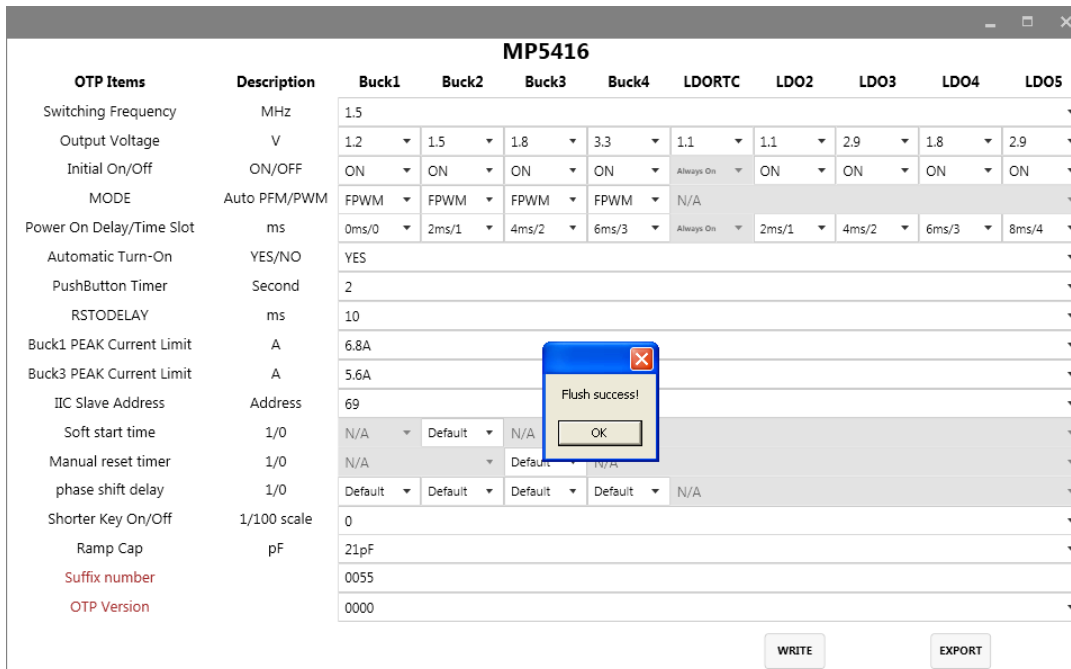 MP5416
OTP Items Description Buck1 Buck2 Buck3 Buck4 LDORTC LDO2 LDO3 LDO4 LDO5
Switching Frequency MHz 1.5
Output Voltage V 1.2 1.5 1.8 3.3 1.1 1.1 2.9 1.8 2.9
Initial On/Off ON/OFF ON ON ON ON Always On ON ON ON ON
MODE Auto PFM/PWM FPWM FPWM FPWM FPWM N/A
Power On Delay/Time Slot ms 0ms/0 2ms/1 4ms/2 6ms/3 Always On 2ms/1 4ms/2 6ms/3 8ms/4
Automatic Turn-On YES/NO YES
PushButton Timer Second 2
RSTODELAY ms 10
Buck1 PEAK Current Limit A 6.8A
Buck3 PEAK Current Limit A 5.6A
Flush success!
IIC Slave Address Address 69
Soft start time 1/0 N/A Default N/A
OK
Manual reset timer 1/0 N/A Default N/A
phase shift delay 1/0 Default Default Default Default N/A
Shorter Key On/Off 1/100 scale 0
Ramp Cap pF 21pF
Suffix number 0055
OTP Version 0000
WRITE EXPORT